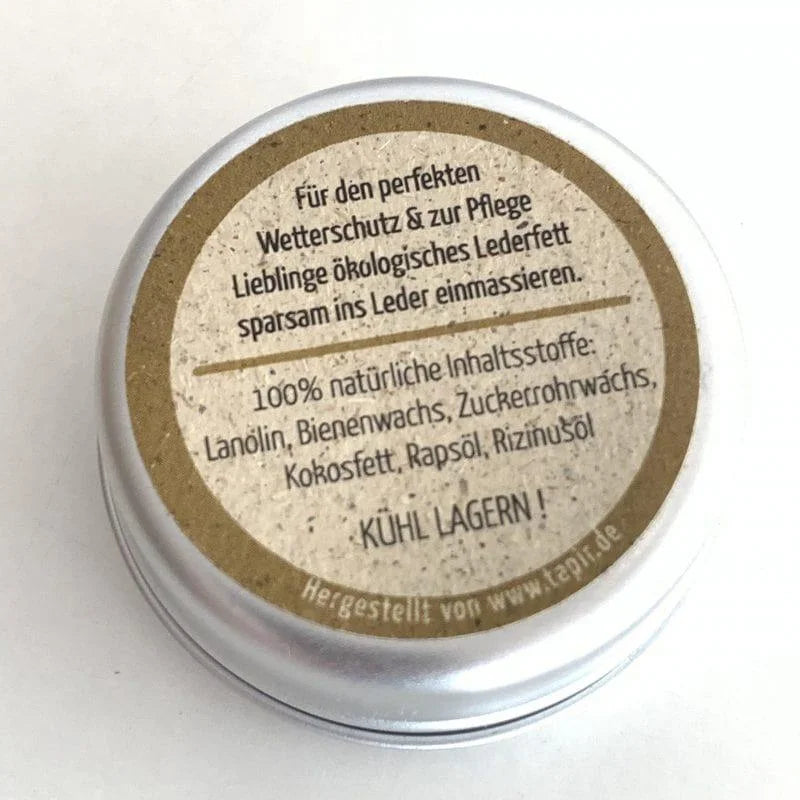 Für den perfekten
Wetterschutz & zur Pflege
Lieblinge ökologisches Lederfett
sparsam ins Leder einmassieren.
100% natürliche Inhaltsstoffe:
Lanolin, Bienenwachs, Zuckerrohrwachs,
Kokosfett, Rapsöl, Rizinusöl
KÜHL LAGERN !
Hergestellt von www.tapir.de